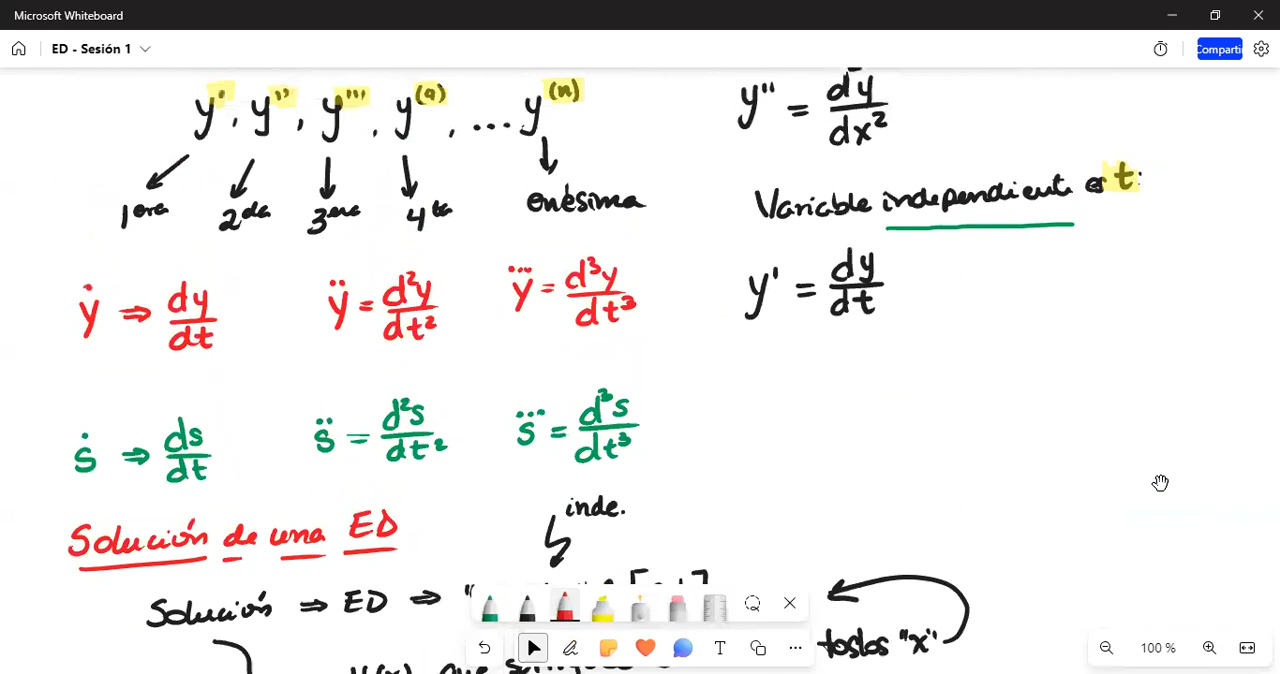 Microsoft Whiteboard
ED - Sesión 1
Compartir
y', y'', y''', y⁽⁴⁾, ... y⁽ⁿ⁾
1era 2da 3era 4ta enésima
y'' = d²y/dx²
Variable independiente es t:
y' = dy/dt
ẏ ⇒ dy/dt ÿ = d²y/dt² y⃛ = d³y/dt³
ṡ ⇒ ds/dt s̈ = d²s/dt² s⃛ = d³s/dt³
Solución de una ED
inde.
Solución ⇒ ED ⇒ "
"x"
que
100 %